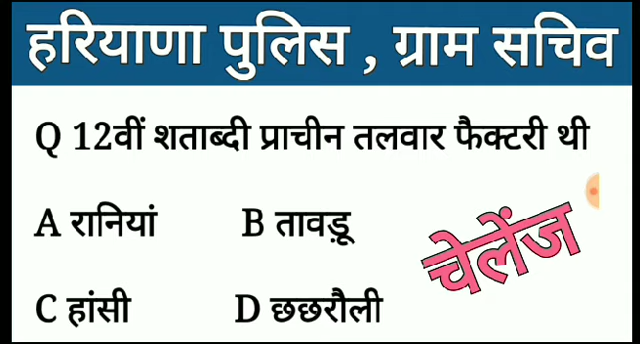 हरियाणा पुलिस , ग्राम सचिव
Q 12वीं शताब्दी प्राचीन तलवार फैक्टरी थी
A रानियां B तावड़ू
C हांसी D छछरौली
चेलेंज